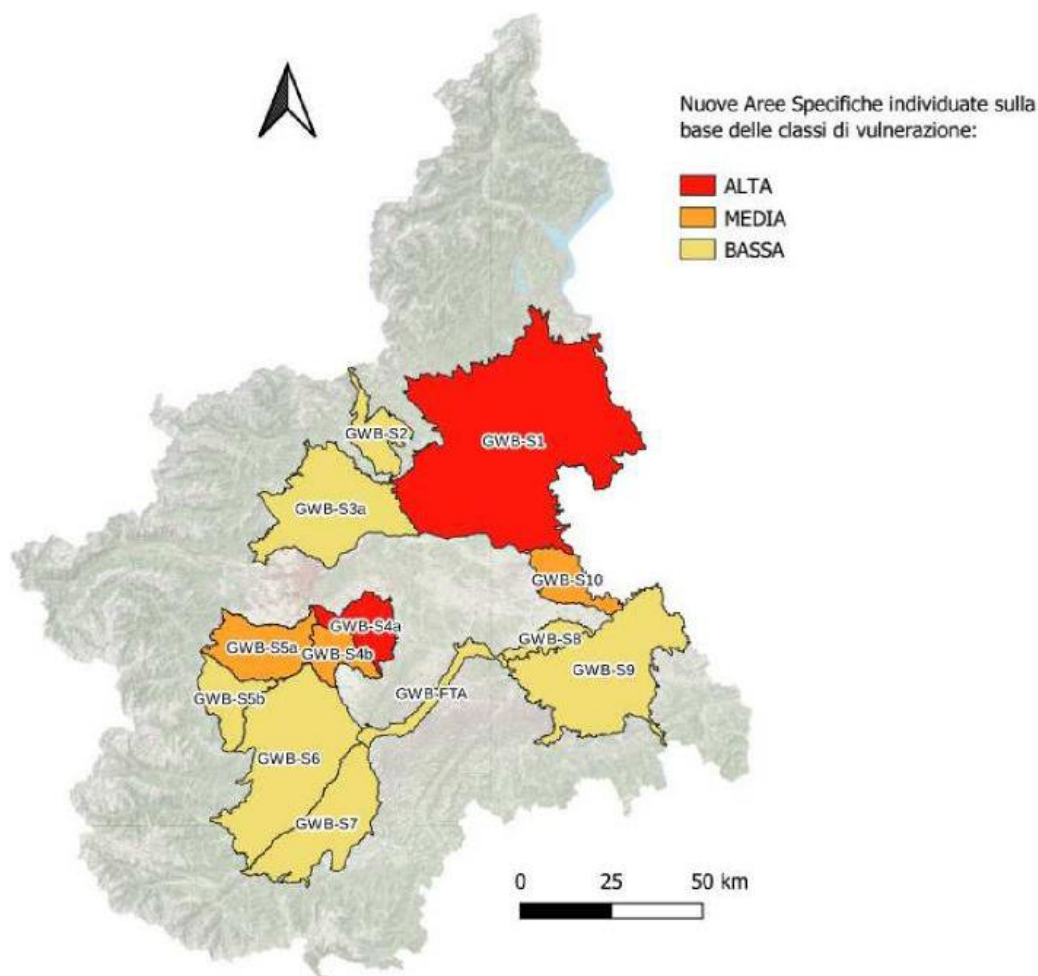 Nuove Aree Specifiche individuate sulla
base delle classi di vulnerazione:
ALTA
MEDIA
BASSA
GWB-S2
GWB-S1
GWB-S3a
GWB-S10
GWB-S4a
GWB-S8
GWB-S5a
GWB-S4b
GWB-S9
GWB-S5b
GWB-FTA
GWB-S6
GWB-S7
0 25 50 km